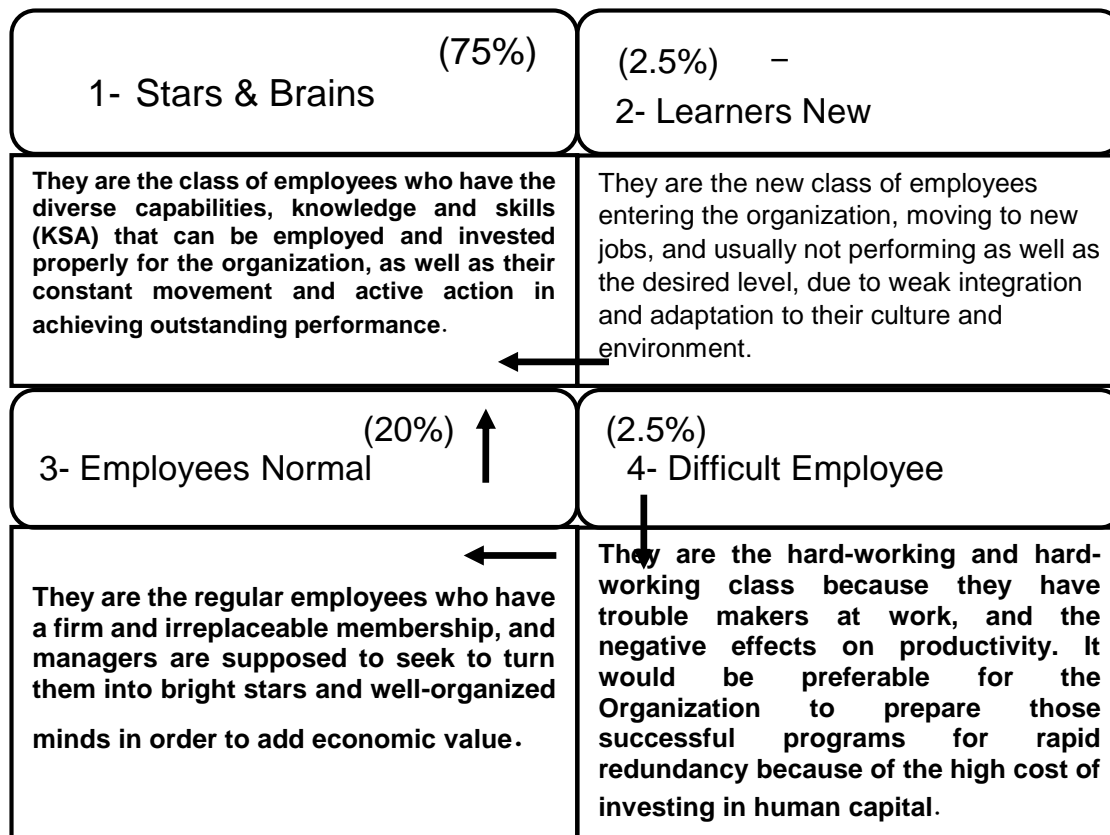 (75%)
1- Stars & Brains
(2.5%) –
2- Learners New
They are the class of employees who have the
diverse capabilities, knowledge and skills
(KSA) that can be employed and invested
properly for the organization, as well as their
constant movement and active action in
achieving outstanding performance.
They are the new class of employees
entering the organization, moving to new
jobs, and usually not performing as well as
the desired level, due to weak integration
and adaptation to their culture and
environment.
(20%)
3- Employees Normal
(2.5%)
4- Difficult Employee
They are the regular employees who have
a firm and irreplaceable membership, and
managers are supposed to seek to turn
them into bright stars and well-organized
minds in order to add economic value.
They are the hard-working and hard-
working class because they have
trouble makers at work, and the
negative effects on productivity. It
would be preferable for the
Organization to prepare those
successful programs for rapid
redundancy because of the high cost of
investing in human capital.